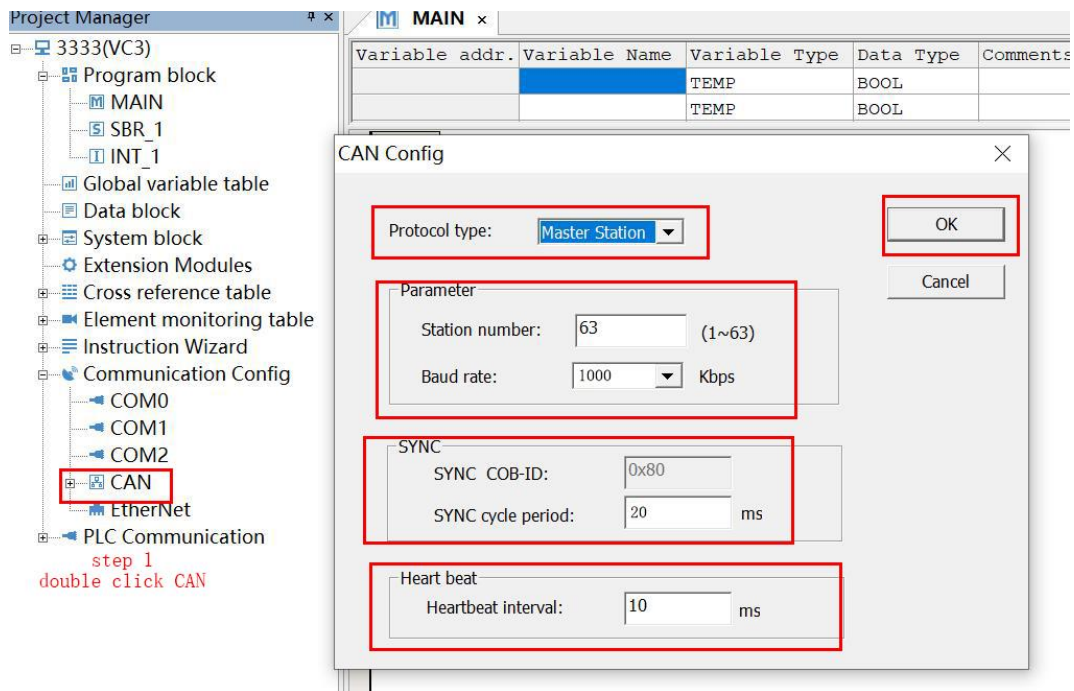 Project Manager
3333(VC3)
Program block
MAIN
SBR_1
INT_1
Global variable table
Data block
System block
Extension Modules
Cross reference table
Element monitoring table
Instruction Wizard
Communication Config
COM0
COM1
COM2
CAN
EtherNet
PLC Communication
step 1
double click CAN
MAIN ×
Variable addr. Variable Name Variable Type Data Type Comments
TEMP BOOL
TEMP BOOL
CAN Config
Protocol type: Master Station
OK
Cancel
Parameter
Station number: 63 (1~63)
Baud rate: 1000 Kbps
SYNC
SYNC COB-ID: 0x80
SYNC cycle period: 20 ms
Heart beat
Heartbeat interval: 10 ms